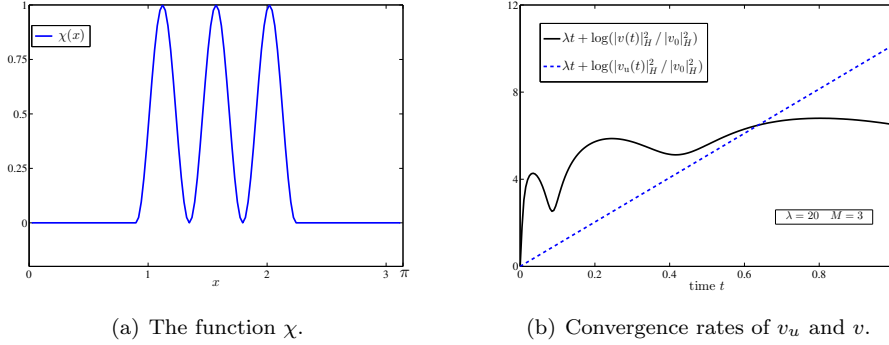 1
0.75
0.5
0.25
0
χ(x)
0
1
2
3
π
x
(a) The function χ.
12
8
4
0
λt + log(|v(t)|²_H / |v₀|²_H)
λt + log(|v_u(t)|²_H / |v₀|²_H)
λ = 20 M = 3
0
0.2
0.4
0.6
0.8
time t
(b) Convergence rates of v_u and v.